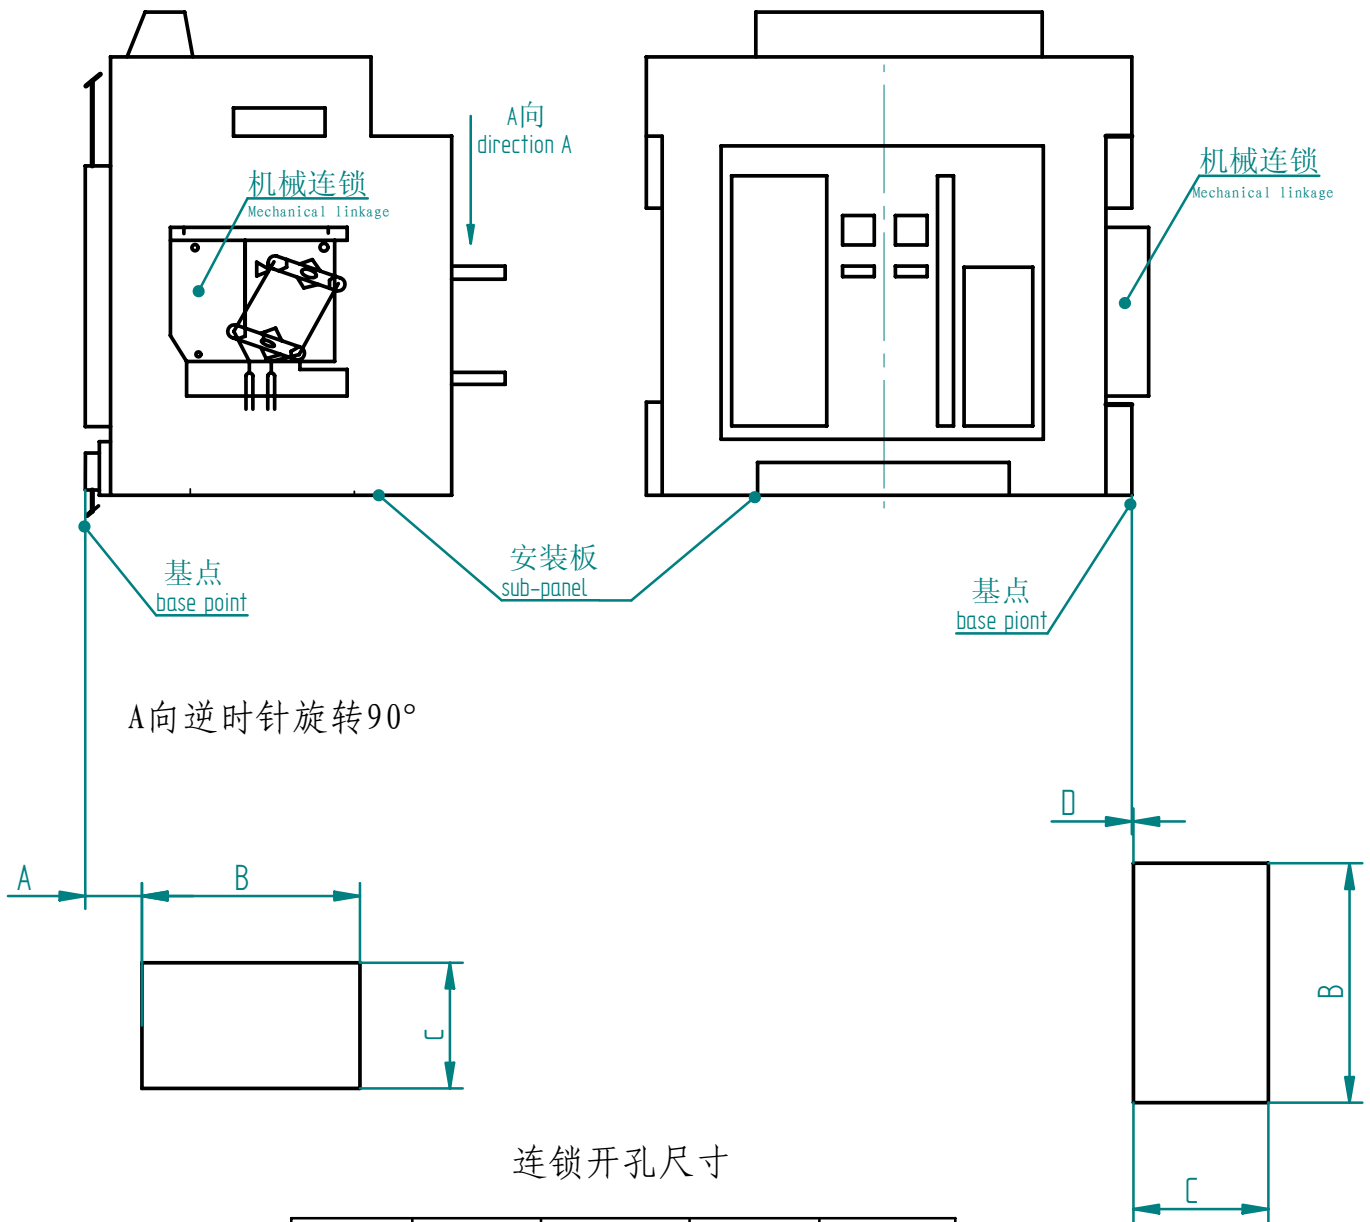 A向
direction A
机械连锁
Mechanical linkage
机械连锁
Mechanical linkage
安装板
sub-panel
基点
base point
基点
base piont
A向逆时针旋转90°
D
A
B
C
B
连锁开孔尺寸
C